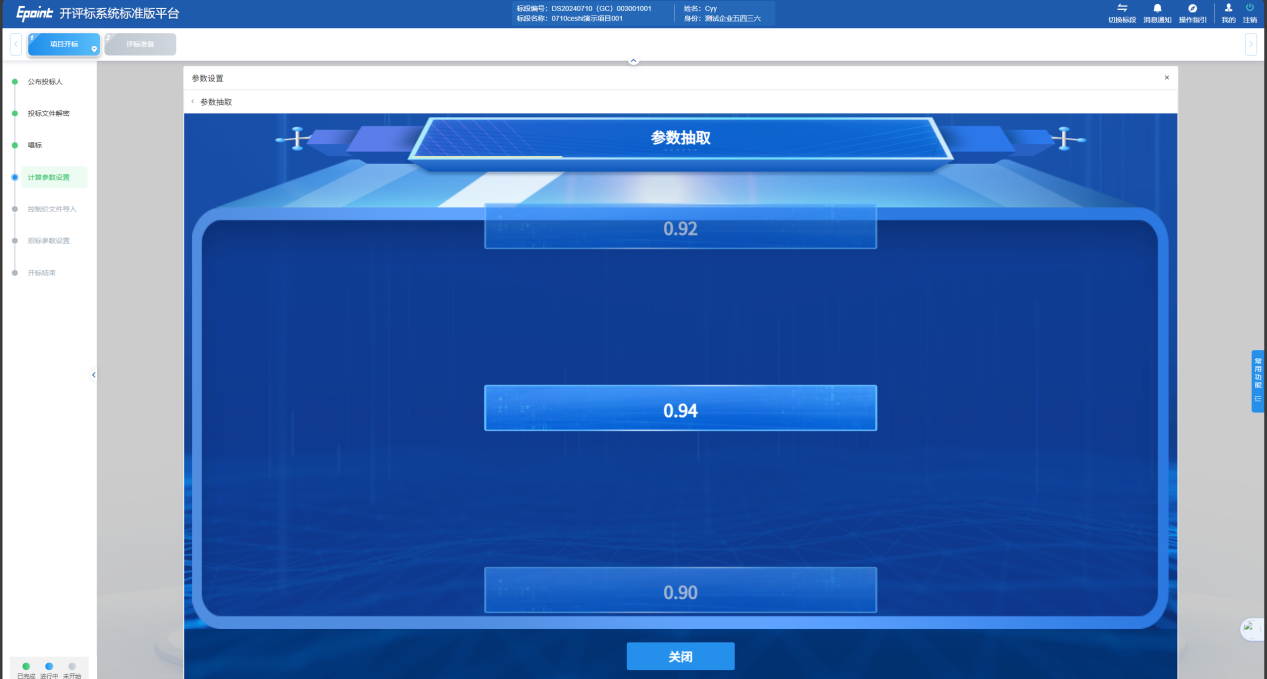 Epoint 开评标系统标准版平台
标段编号：DS20240710（GC）003001001
标段名称：0710ceshi演示项目001
姓名：Cyy
身份：测试企业五四三六
切换标段 消息通知 操作指引 我的 注销
1 项目开标
2 评标准备
公布投标人
投标文件解密
唱标
计算参数设置
控制价文件导入
招标参数设置
开标结束
已完成 进行中 未开始
参数设置
参数抽取
参数抽取
0.92
0.94
0.90
关闭
常用功能